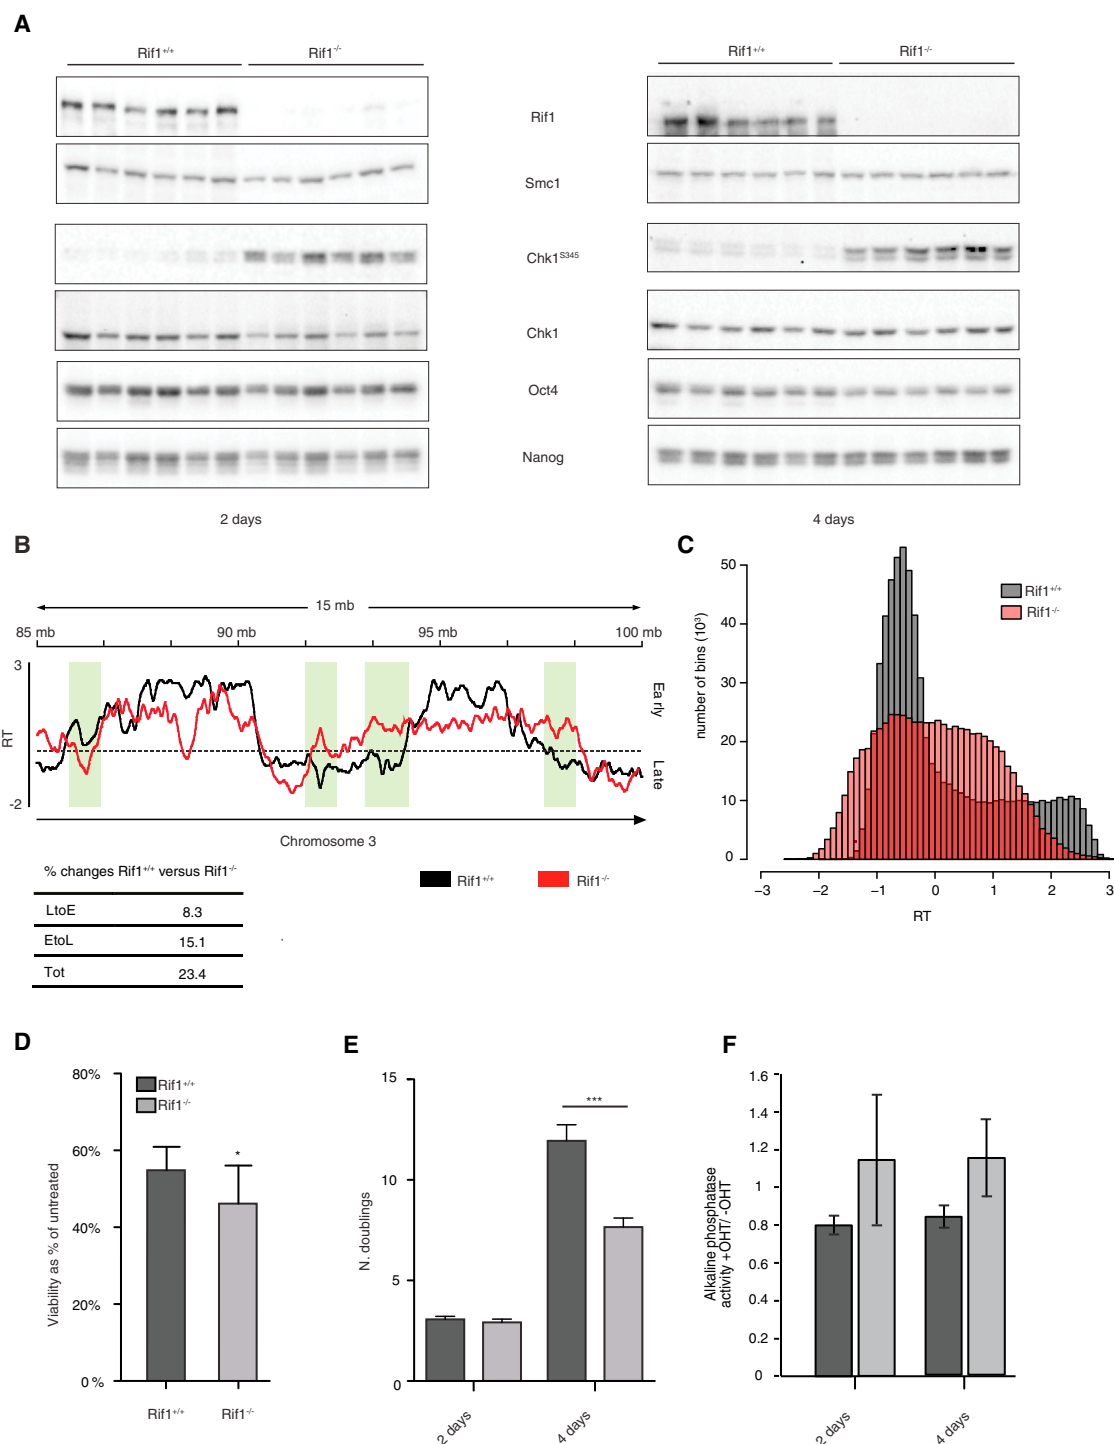 A
Rif1+/+ Rif1-/- Rif1+/+ Rif1-/-
Rif1
Smc1
Chk1S345
Chk1
Oct4
Nanog
2 days 4 days
B
15 mb
85 mb 90 mb 95 mb 100 mb
3
RT
-2
Early
Late
Chromosome 3
% changes Rif1+/+ versus Rif1-/-
LtoE 8.3
EtoL 15.1
Tot 23.4
Rif1+/+ Rif1-/-
C
number of bins (10³)
50
40
30
20
10
0
Rif1+/+
Rif1-/-
−3 −2 −1 0 1 2 3
RT
D
Viability as % of untreated
80%
60%
40%
20%
0 %
Rif1+/+
Rif1-/-
*
Rif1+/+ Rif1-/-
E
N. doublings
15
10
5
0
***
2 days 4 days
F
Alkaline phosphatase
activity +OHT/ -OHT
1.6
1.4
1.2
1
0.8
0.6
0.4
0.2
0
2 days 4 days